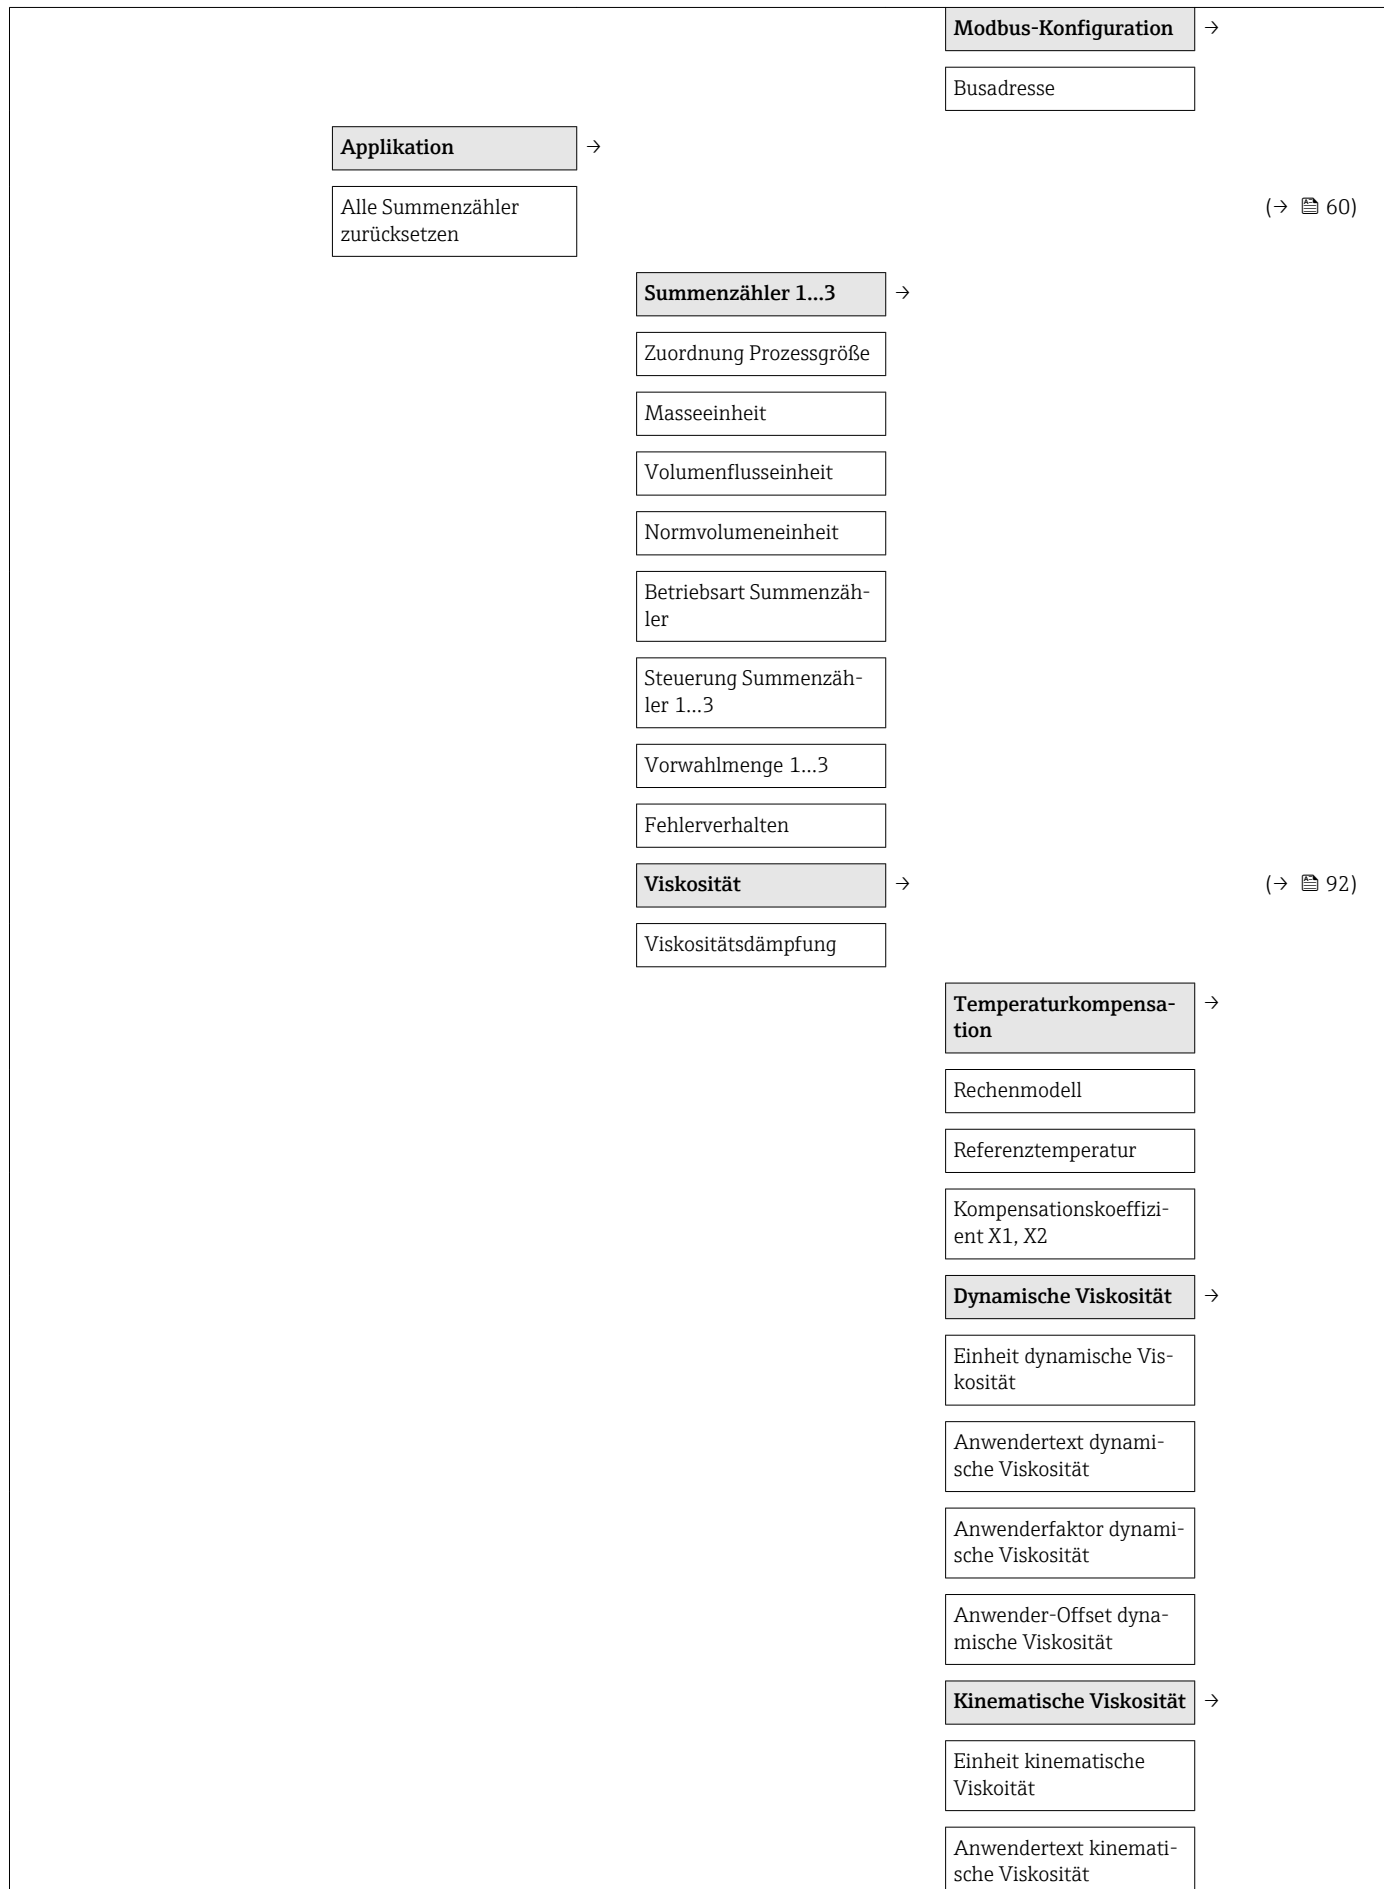 Modbus-Konfiguration →
Busadresse
Applikation →
Alle Summenzähler
zurücksetzen
(→ 60)
Summenzähler 1...3 →
Zuordnung Prozessgröße
Masseeinheit
Volumenflusseinheit
Normvolumeneinheit
Betriebsart Summenzäh-
ler
Steuerung Summenzäh-
ler 1...3
Vorwahlmenge 1...3
Fehlerverhalten
Viskosität → (→ 92)
Viskositätsdämpfung
Temperaturkompensa- →
tion
Rechenmodell
Referenztemperatur
Kompensationskoeffizi-
ent X1, X2
Dynamische Viskosität →
Einheit dynamische Vis-
kosität
Anwendertext dynami-
sche Viskosität
Anwenderfaktor dynami-
sche Viskosität
Anwender-Offset dyna-
mische Viskosität
Kinematische Viskosität →
Einheit kinematische
Viskoität
Anwendertext kinemati-
sche Viskosität